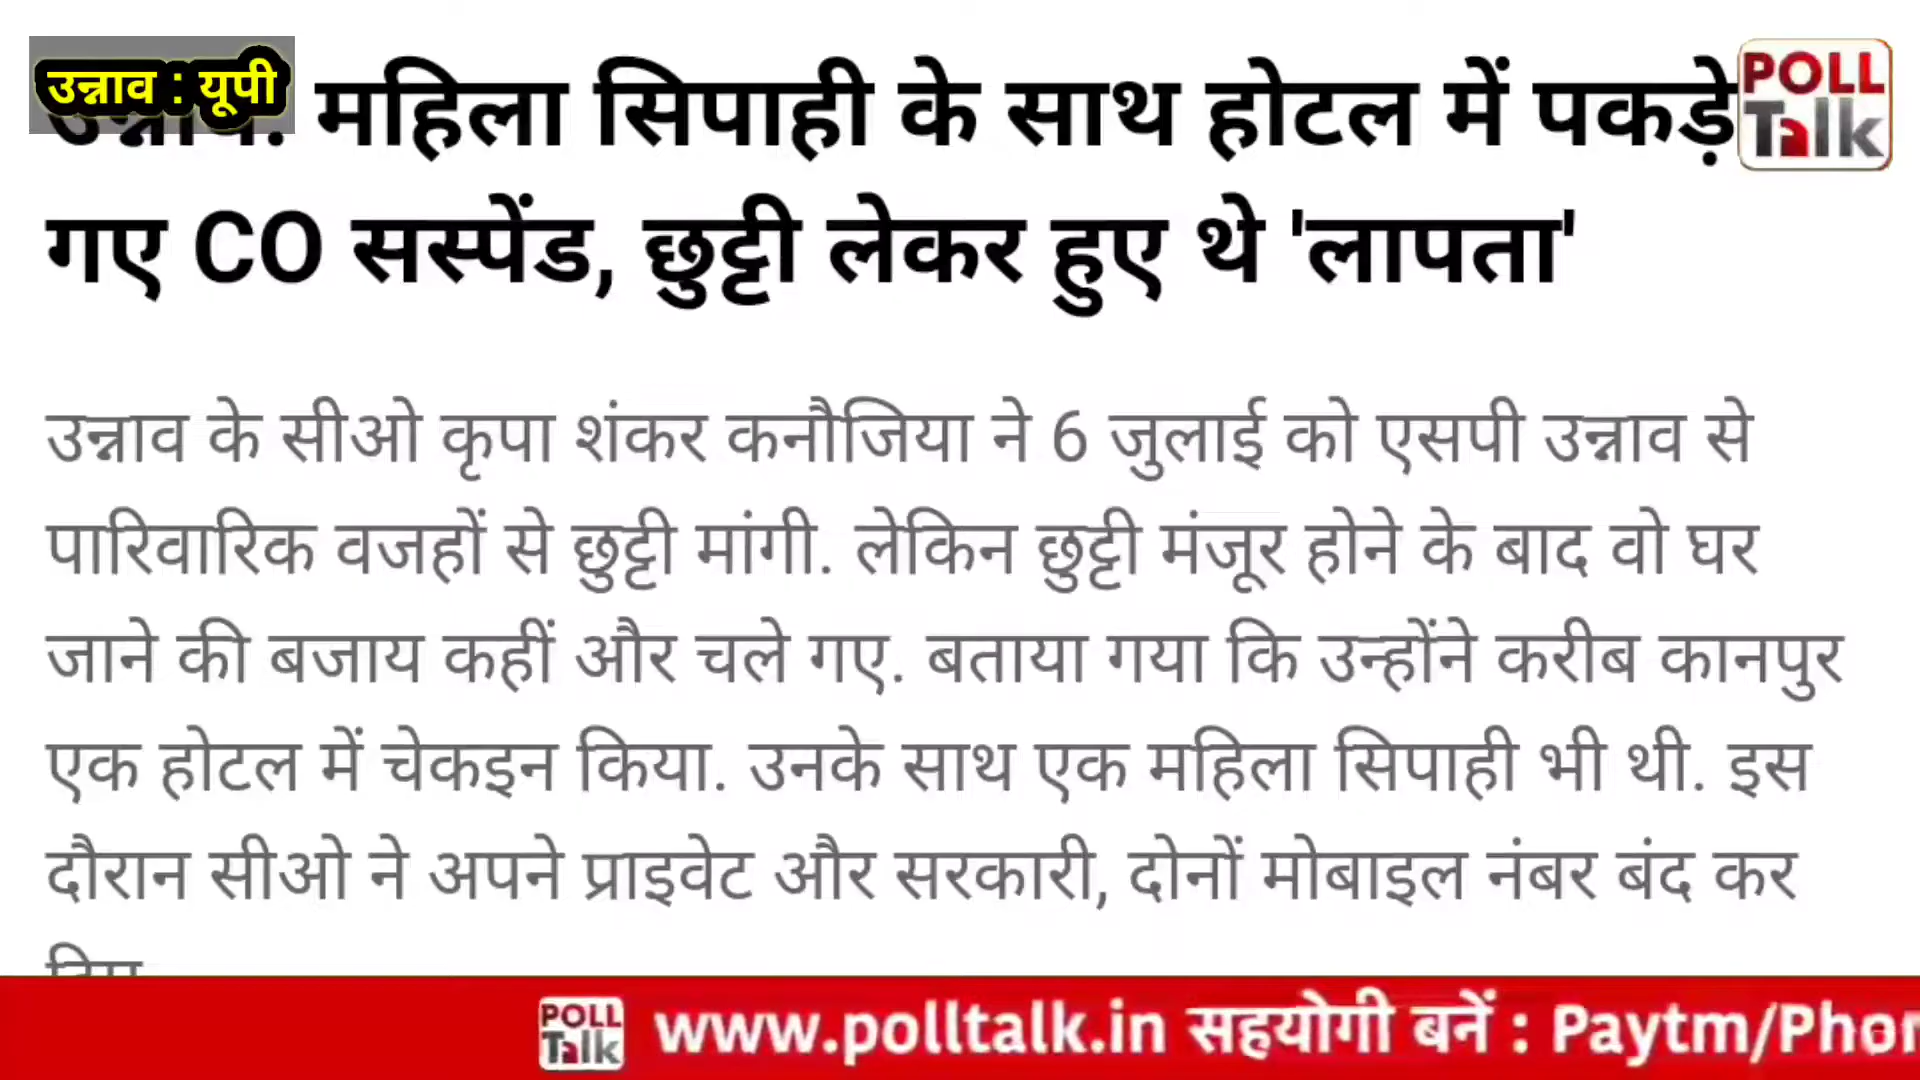 उन्नाव : यूपी
महिला सिपाही के साथ होटल में पकड़े
POLL
Talk
गए CO सस्पेंड, छुट्टी लेकर हुए थे 'लापता'
उन्नाव के सीओ कृपा शंकर कनौजिया ने 6 जुलाई को एसपी उन्नाव से
पारिवारिक वजहों से छुट्टी मांगी. लेकिन छुट्टी मंजूर होने के बाद वो घर
जाने की बजाय कहीं और चले गए. बताया गया कि उन्होंने करीब कानपुर
एक होटल में चेकइन किया. उनके साथ एक महिला सिपाही भी थी. इस
दौरान सीओ ने अपने प्राइवेट और सरकारी, दोनों मोबाइल नंबर बंद कर
POLL
Talk
www.polltalk.in सहयोगी बनें : Paytm/Phon